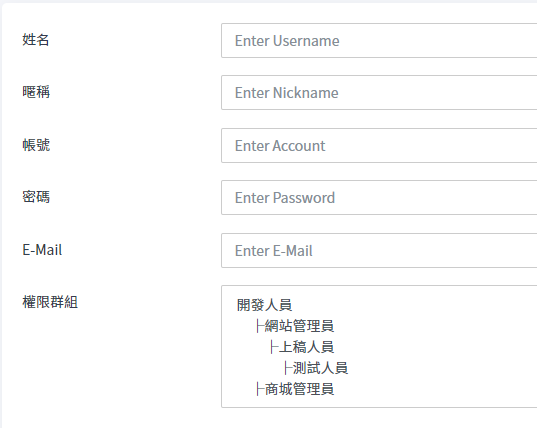 姓名 Enter Username
暱稱 Enter Nickname
帳號 Enter Account
密碼 Enter Password
E-Mail Enter E-Mail
權限群組 開發人員
├網站管理員
├上稿人員
├測試人員
├商城管理員